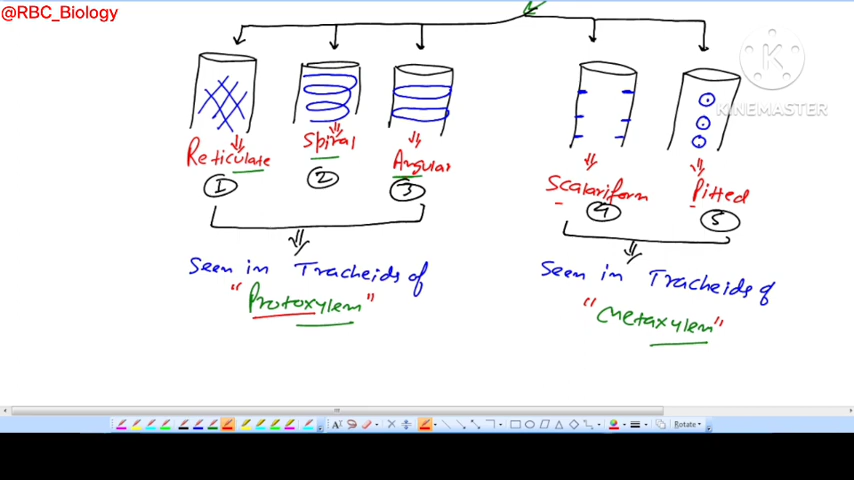 @RBC_Biology
KINEMASTER
Reticulate
Spiral
Angular
Scalariform
Pitted
1
2
3
4
5
Seen in Tracheids of
"Protoxylem"
Seen in Tracheids of
"Metaxylem"
Rotate